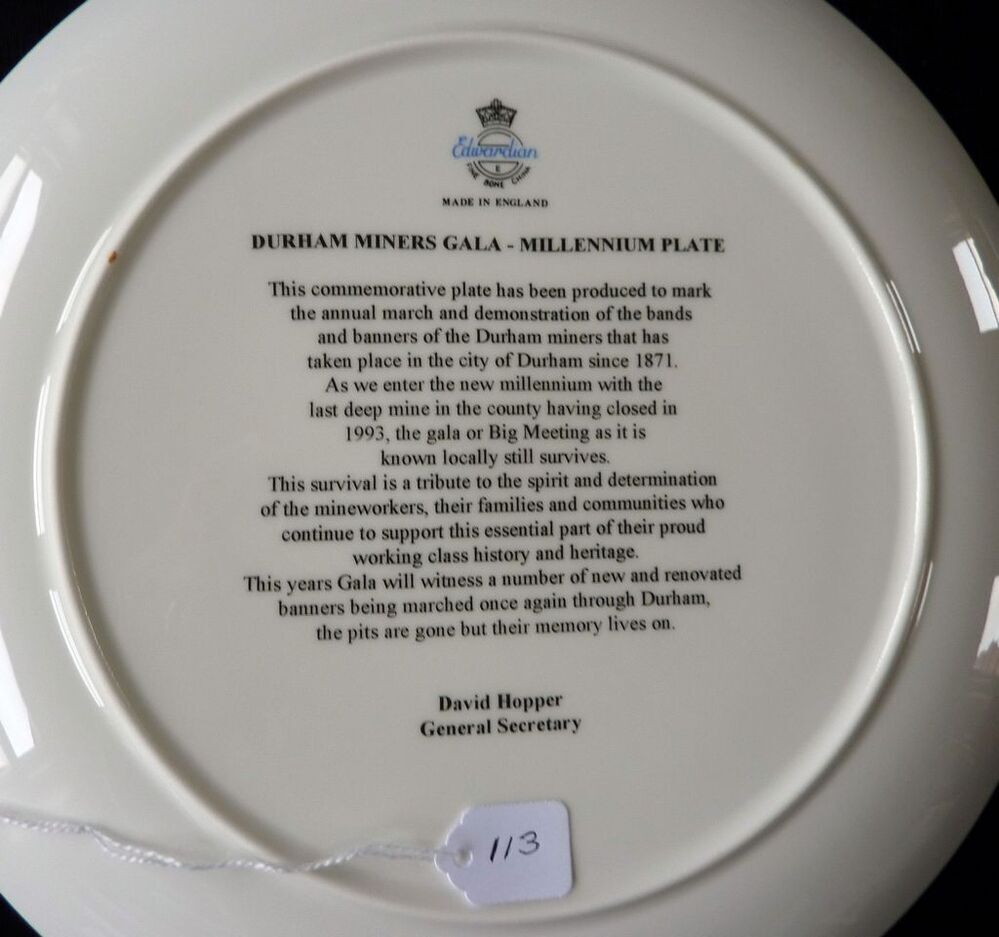 Edwardian
E
FINE BONE CHINA
MADE IN ENGLAND
DURHAM MINERS GALA - MILLENNIUM PLATE
This commemorative plate has been produced to mark
the annual march and demonstration of the bands
and banners of the Durham miners that has
taken place in the city of Durham since 1871.
As we enter the new millennium with the
last deep mine in the county having closed in
1993, the gala or Big Meeting as it is
known locally still survives.
This survival is a tribute to the spirit and determination
of the mineworkers, their families and communities who
continue to support this essential part of their proud
working class history and heritage.
This years Gala will witness a number of new and renovated
banners being marched once again through Durham,
the pits are gone but their memory lives on.
David Hopper
General Secretary
113